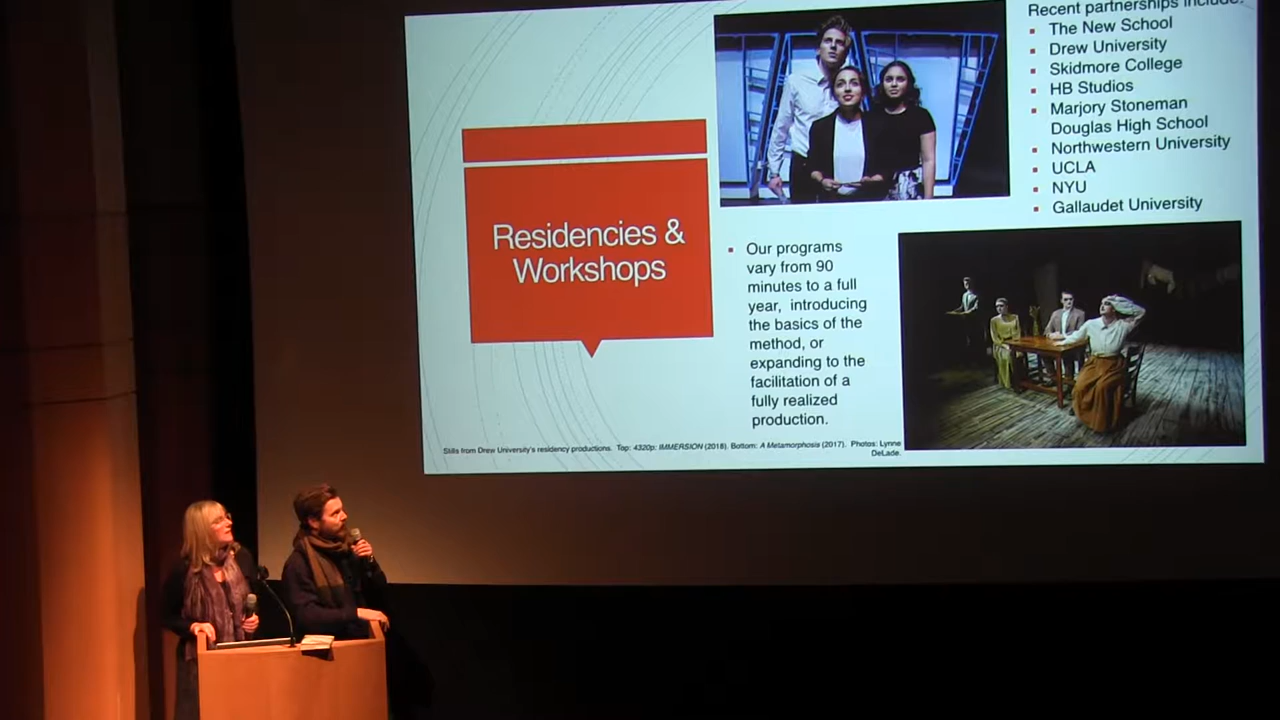 Residencies &
Workshops
Recent partnerships include:
The New School
Drew University
Skidmore College
HB Studios
Marjory Stoneman
Douglas High School
Northwestern University
UCLA
NYU
Gallaudet University
Our programs
vary from 90
minutes to a full
year, introducing
the basics of the
method, or
expanding to the
facilitation of a
fully realized
production.
Stills from Drew University's residency productions. Top: 4320p: IMMERSION (2018). Bottom: A Metamorphosis (2017). Photos: Lynne
DeLade.